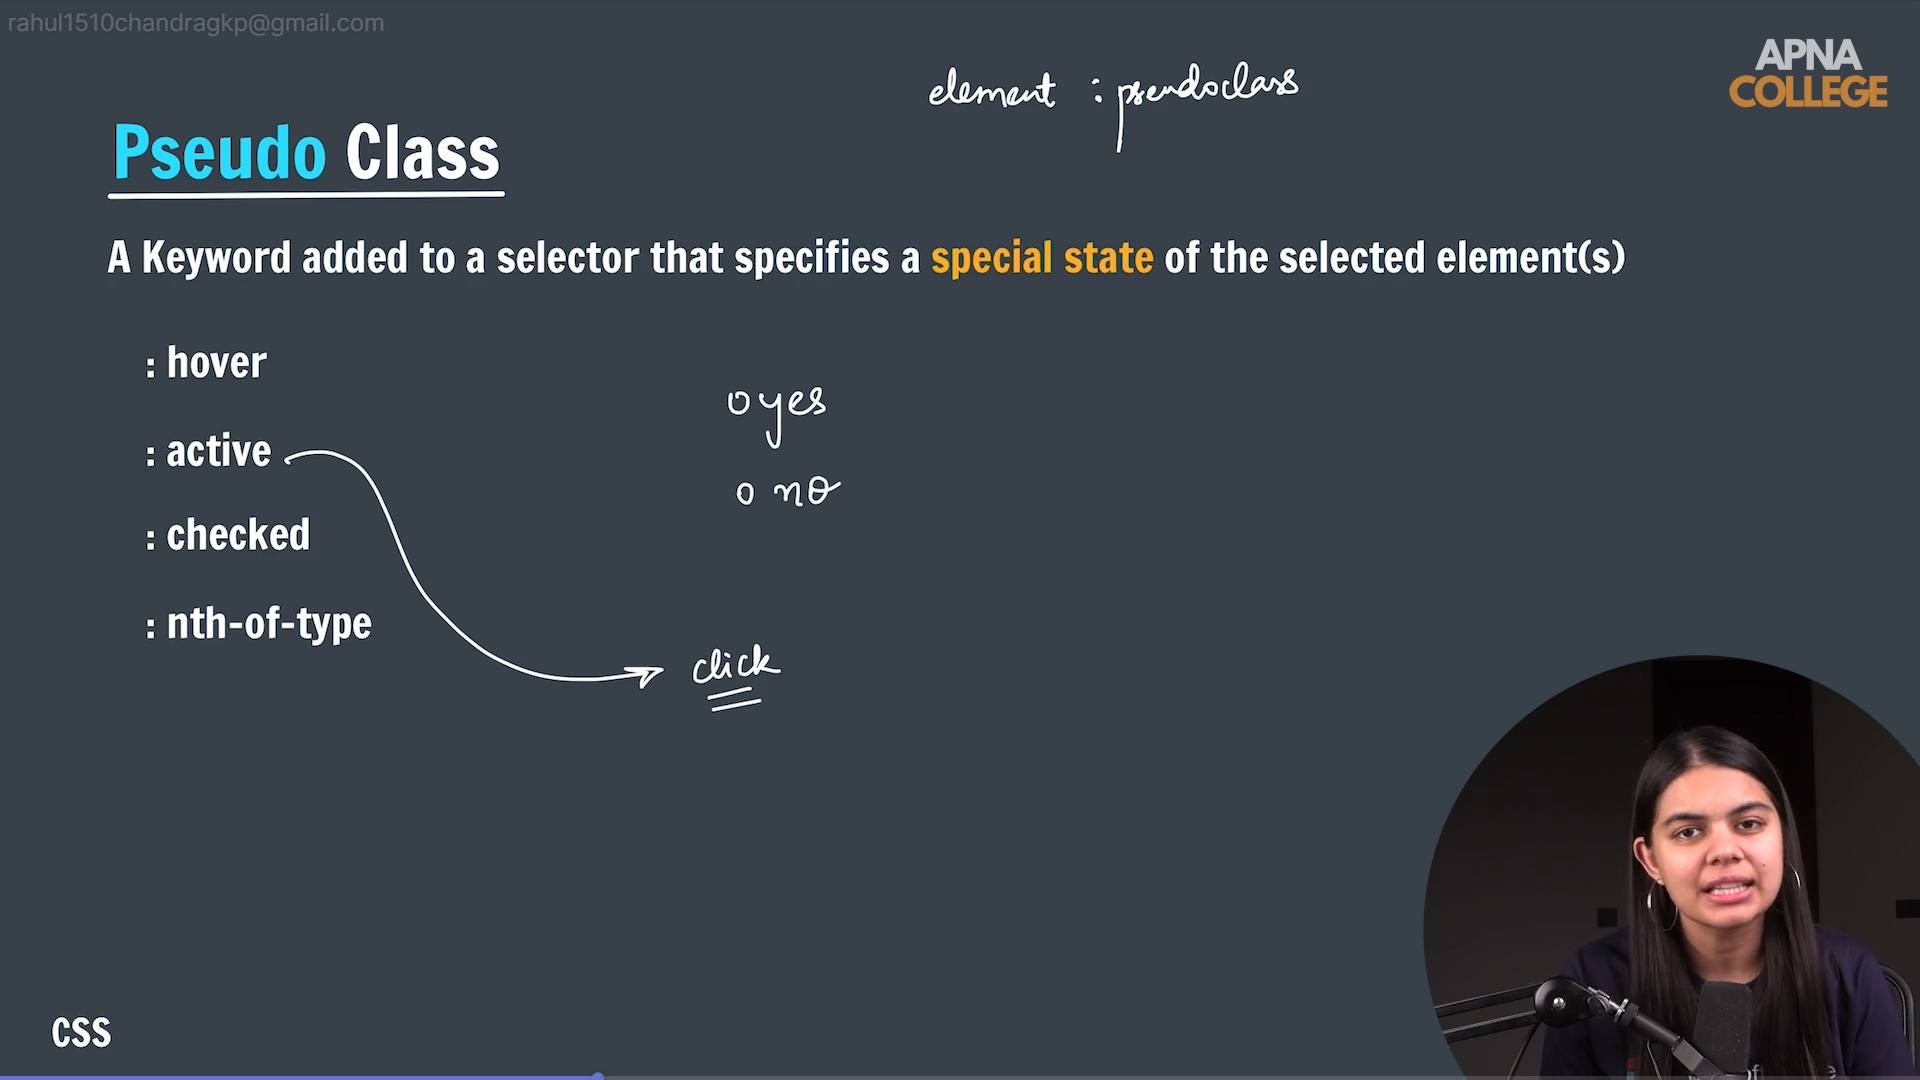 rahul1510chandragkp@gmail.com
APNA
COLLEGE
element :pseudoclass
Pseudo Class
A Keyword added to a selector that specifies a special state of the selected element(s)
: hover
: active
: checked
: nth-of-type
o yes
o no
click
CSS